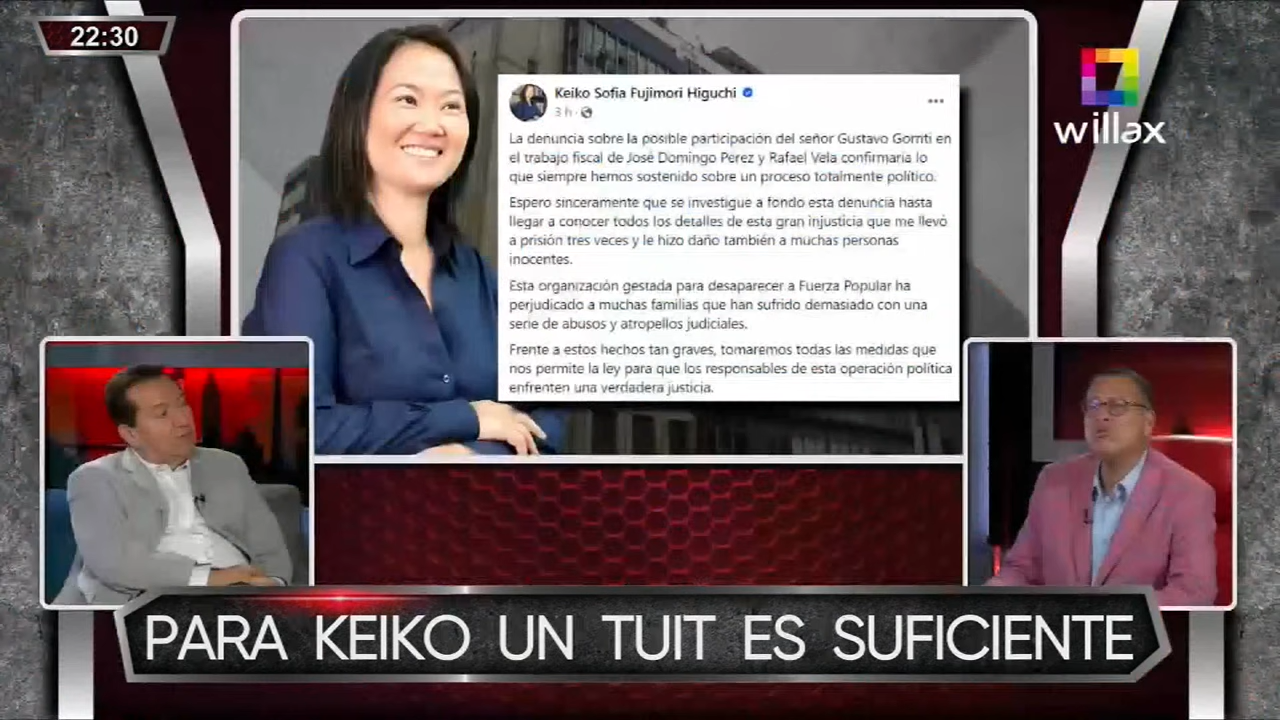 22:30
willax
Keiko Sofia Fujimori Higuchi
3 h
La denuncia sobre la posible participación del señor Gustavo Gorriti en
el trabajo fiscal de José Domingo Perez y Rafael Vela confirmaría lo
que siempre hemos sostenido sobre un proceso totalmente político.
Espero sinceramente que se investigue a fondo esta denuncia hasta
llegar a conocer todos los detalles de esta gran injusticia que me llevó
a prisión tres veces y le hizo daño también a muchas personas
inocentes.
Esta organización gestada para desaparecer a Fuerza Popular ha
perjudicado a muchas familias que han sufrido demasiado con una
serie de abusos y atropellos judiciales.
Frente a estos hechos tan graves, tomaremos todas las medidas que
nos permite la ley para que los responsables de esta operación política
enfrenten una verdadera justicia.
PARA KEIKO UN TUIT ES SUFICIENTE